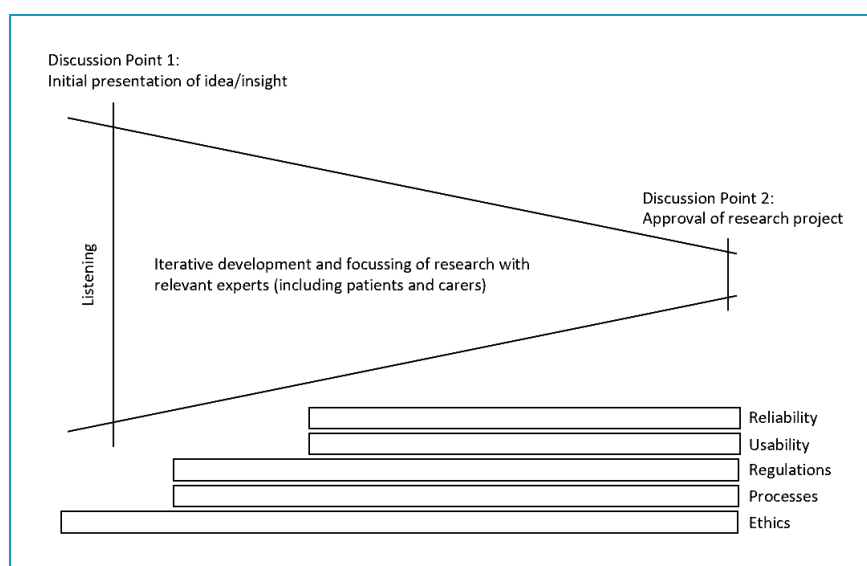 Discussion Point 1:
Initial presentation of idea/insight
Discussion Point 2:
Approval of research project
Listening
Iterative development and focussing of research with
relevant experts (including patients and carers)
Reliability
Usability
Regulations
Processes
Ethics